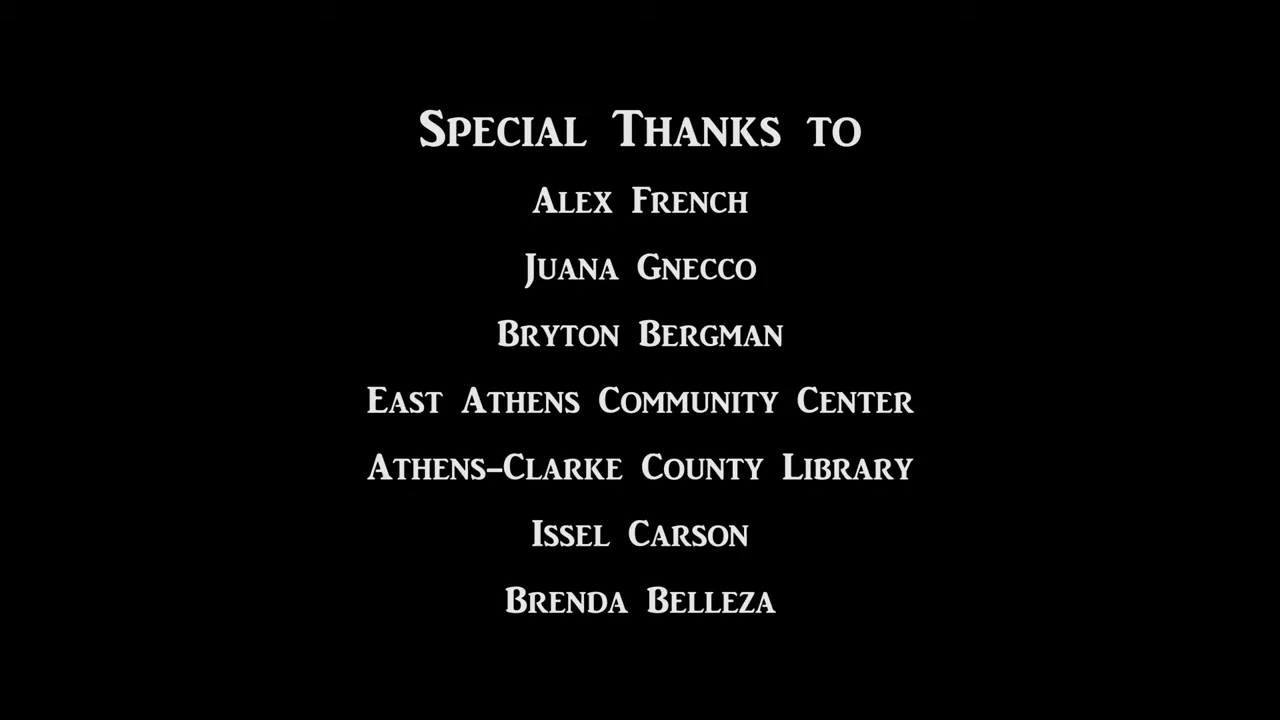 Special Thanks to
Alex French
Juana Gnecco
Bryton Bergman
East Athens Community Center
Athens-Clarke County Library
Issel Carson
Brenda Belleza